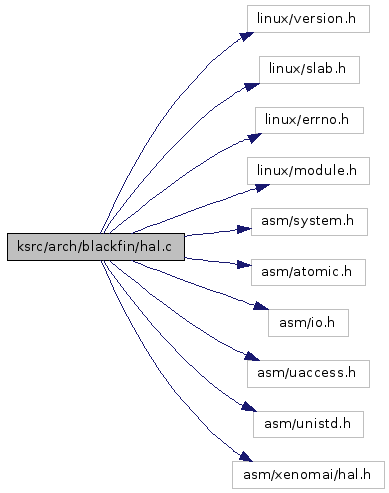 linux/version.h
linux/slab.h
linux/errno.h
linux/module.h
asm/system.h
ksrc/arch/blackfin/hal.c
asm/atomic.h
asm/io.h
asm/uaccess.h
asm/unistd.h
asm/xenomai/hal.h